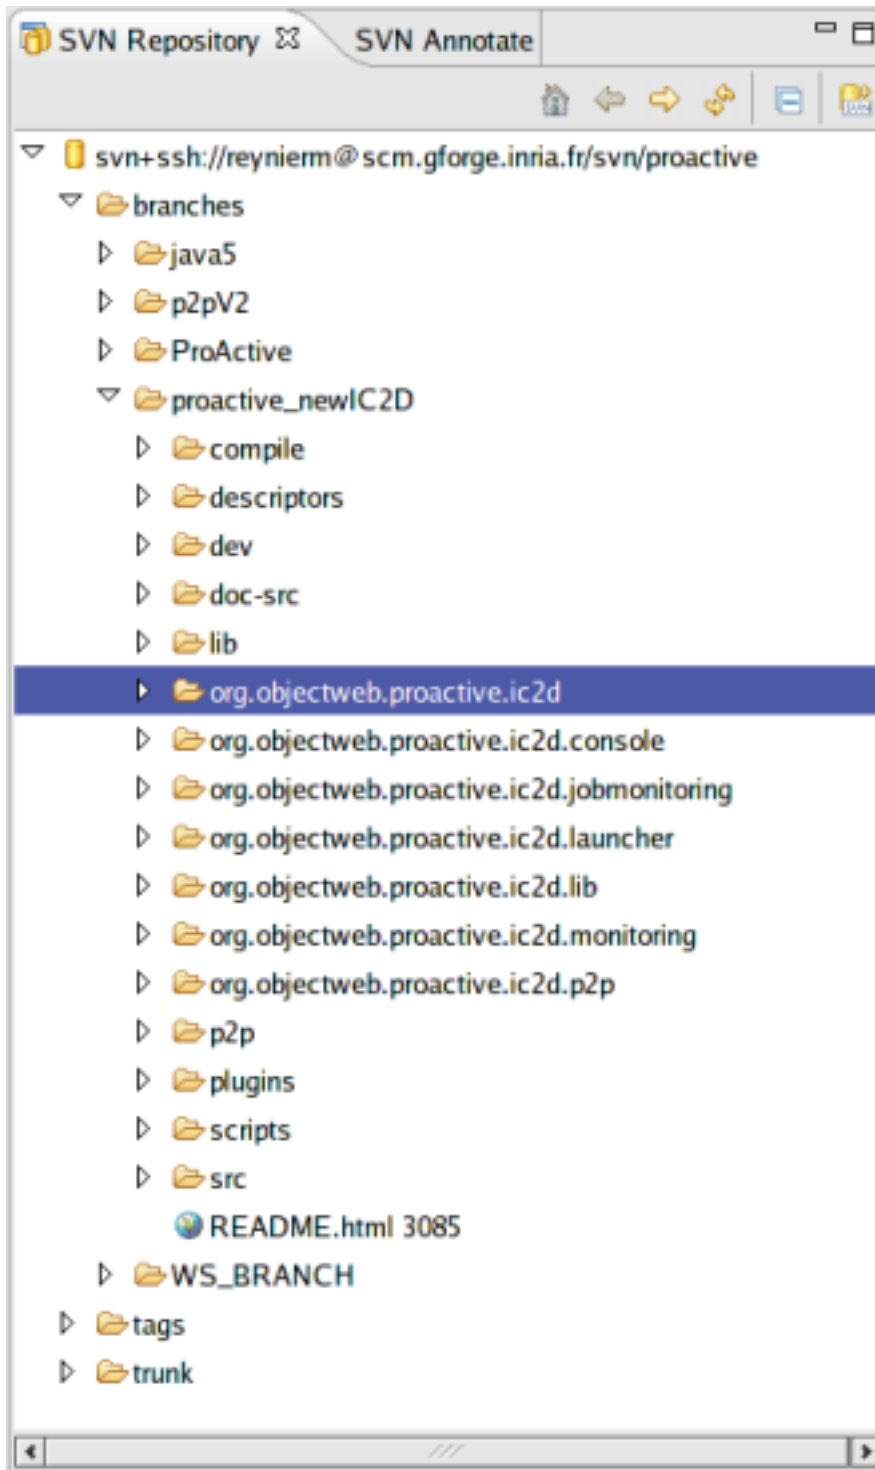 SVN Repository SVN Annotate
svn+ssh://reynierm@scm.gforge.inria.fr/svn/proactive
branches
java5
p2pV2
ProActive
proactive_newIC2D
compile
descriptors
dev
doc-src
lib
org.objectweb.proactive.ic2d
org.objectweb.proactive.ic2d.console
org.objectweb.proactive.ic2d.jobmonitoring
org.objectweb.proactive.ic2d.launcher
org.objectweb.proactive.ic2d.lib
org.objectweb.proactive.ic2d.monitoring
org.objectweb.proactive.ic2d.p2p
p2p
plugins
scripts
src
README.html 3085
WS_BRANCH
tags
trunk